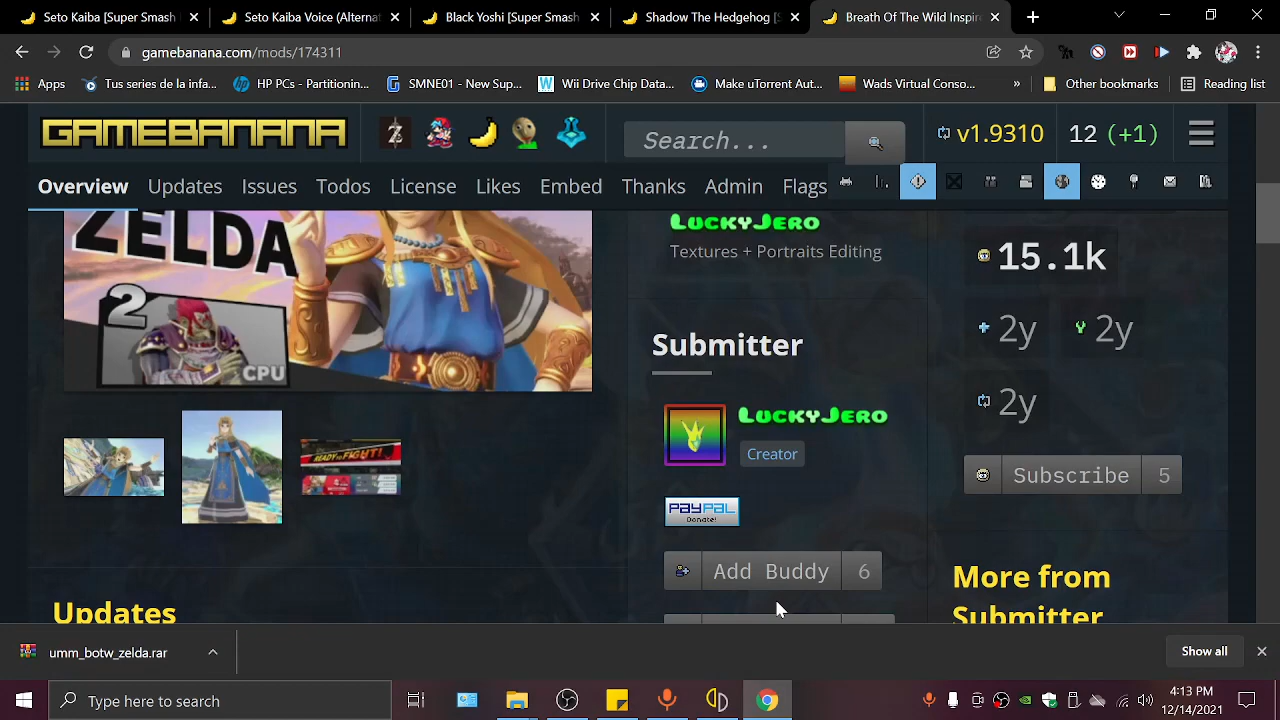 Seto Kaiba [Super Smash
Seto Kaiba Voice (Alternat
Black Yoshi [Super Smash
Shadow The Hedgehog [S
Breath Of The Wild Inspir
gamebanana.com/mods/174311
Apps
Tus series de la infa...
HP PCs - Partitionin...
SMNE01 - New Sup...
Wii Drive Chip Data...
Make uTorrent Aut...
Wads Virtual Conso...
»
Other bookmarks
Reading list
GAMEBANANA
Search...
v1.9310
12 (+1)
Overview
Updates
Issues
Todos
License
Likes
Embed
Thanks
Admin
Flags
ZELDA
2
CPU
READY TO FIGHT!
LuckyJero
Textures + Portraits Editing
Submitter
LuckyJero
Creator
PayPal
Donate!
Add Buddy 6
15.1k
2y
2y
2y
Subscribe 5
More from
Submitter
Updates
umm_botw_zelda.rar
Show all
Type here to search
4:13 PM
12/14/2021